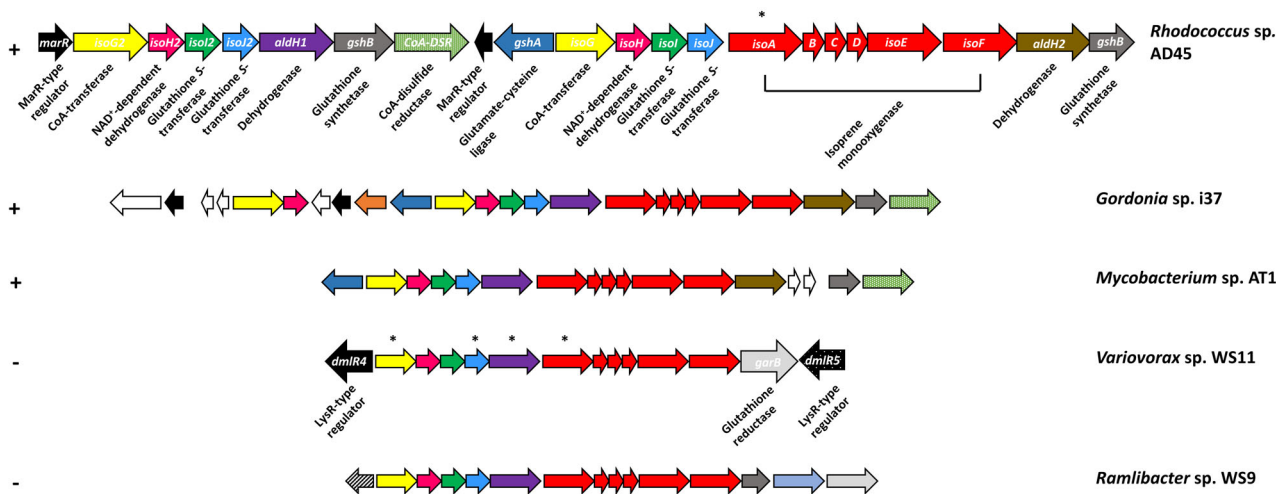 *
marR isoG2 isoH2 isoI2 isoJ2 aldH1 gshB CoA-DSR gshA isoG isoH isoI isoJ isoA B C D isoE isoF aldH2 gshB
Rhodococcus sp.
AD45
+
MarR-type
regulator
CoA-transferase
NAD⁺-dependent
dehydrogenase
Glutathione S-
transferase
Glutathione S-
transferase
Dehydrogenase
Glutathione
synthetase
CoA-disulfide
reductase
MarR-type
regulator
Glutamate-cysteine
ligase
CoA-transferase
NAD⁺-dependent
dehydrogenase
Glutathione S-
transferase
Glutathione S-
transferase
Isoprene
monooxygenase
Dehydrogenase
Glutathione
synthetase
+ Gordonia sp. i37
+ Mycobacterium sp. AT1
* * * *
- dmlR4 garB dmlR5 Variovorax sp. WS11
LysR-type
regulator
Glutathione
reductase
LysR-type
regulator
- Ramlibacter sp. WS9